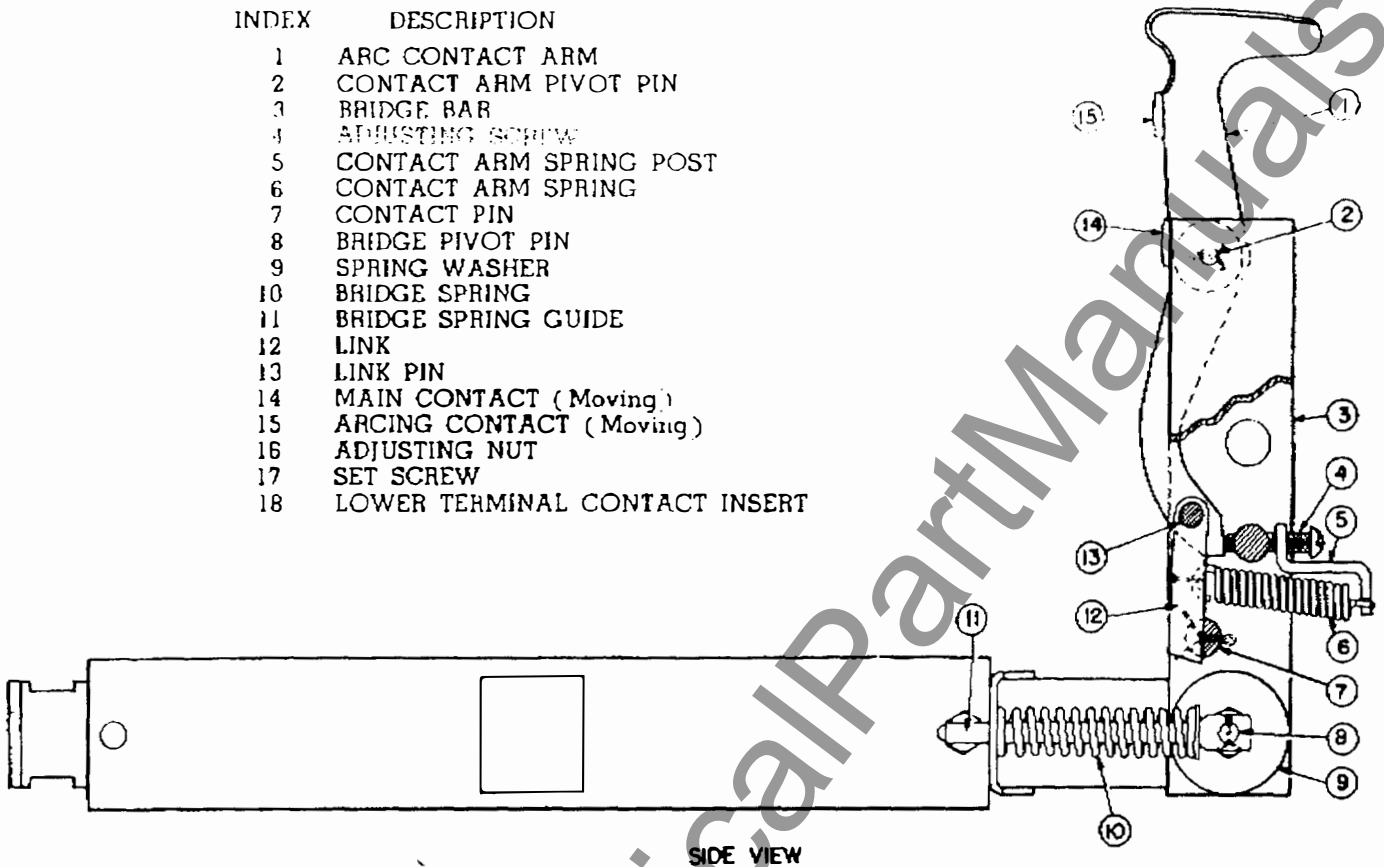 INDEX DESCRIPTION
1 ARC CONTACT ARM
2 CONTACT ARM PIVOT PIN
3 BRIDGE BAR
4 ADJUSTING SCREW
5 CONTACT ARM SPRING POST
6 CONTACT ARM SPRING
7 CONTACT PIN
8 BRIDGE PIVOT PIN
9 SPRING WASHER
10 BRIDGE SPRING
11 BRIDGE SPRING GUIDE
12 LINK
13 LINK PIN
14 MAIN CONTACT (Moving)
15 ARCING CONTACT (Moving)
16 ADJUSTING NUT
17 SET SCREW
18 LOWER TERMINAL CONTACT INSERT
15
1
14
2
3
4
5
13
12
11
6
7
8
9
10
SIDE VIEW
icalPartManuals